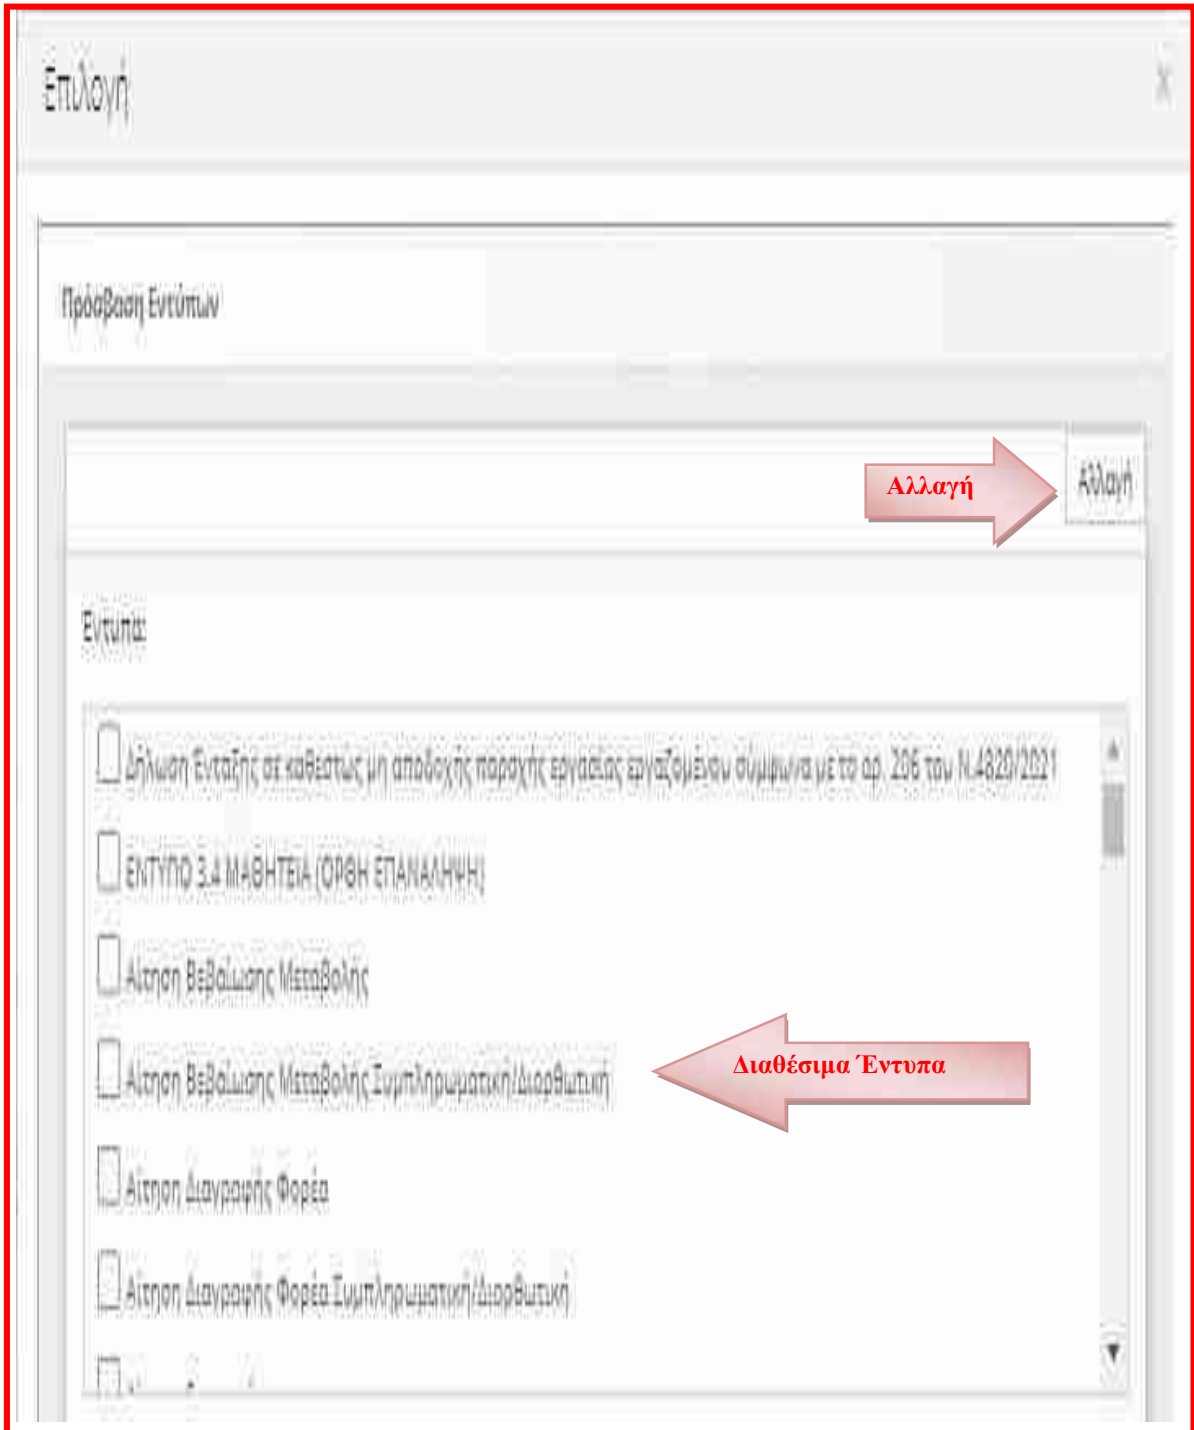 Επιλογή
×
Πρόσβαση Εντύπων
Αλλαγή
Αλλαγή
Έντυπα:
Δήλωση Ένταξης σε καθεστώς μη αποδοχής παροχής εργασίας εργαζομένου σύμφωνα με το αρ. 206 του Ν.4820/2021
ΕΝΤΥΠΟ 3.4 ΜΑΘΗΤΕΙΑ (ΟΡΘΗ ΕΠΑΝΑΛΗΨΗ)
Αίτηση Βεβαίωσης Μεταβολής
Αίτηση Βεβαίωσης Μεταβολής Συμπληρωματική/Διορθωτική
Διαθέσιμα Έντυπα
Αίτηση Διαγραφής Φορέα
Αίτηση Διαγραφής Φορέα Συμπληρωματική/Διορθωτική